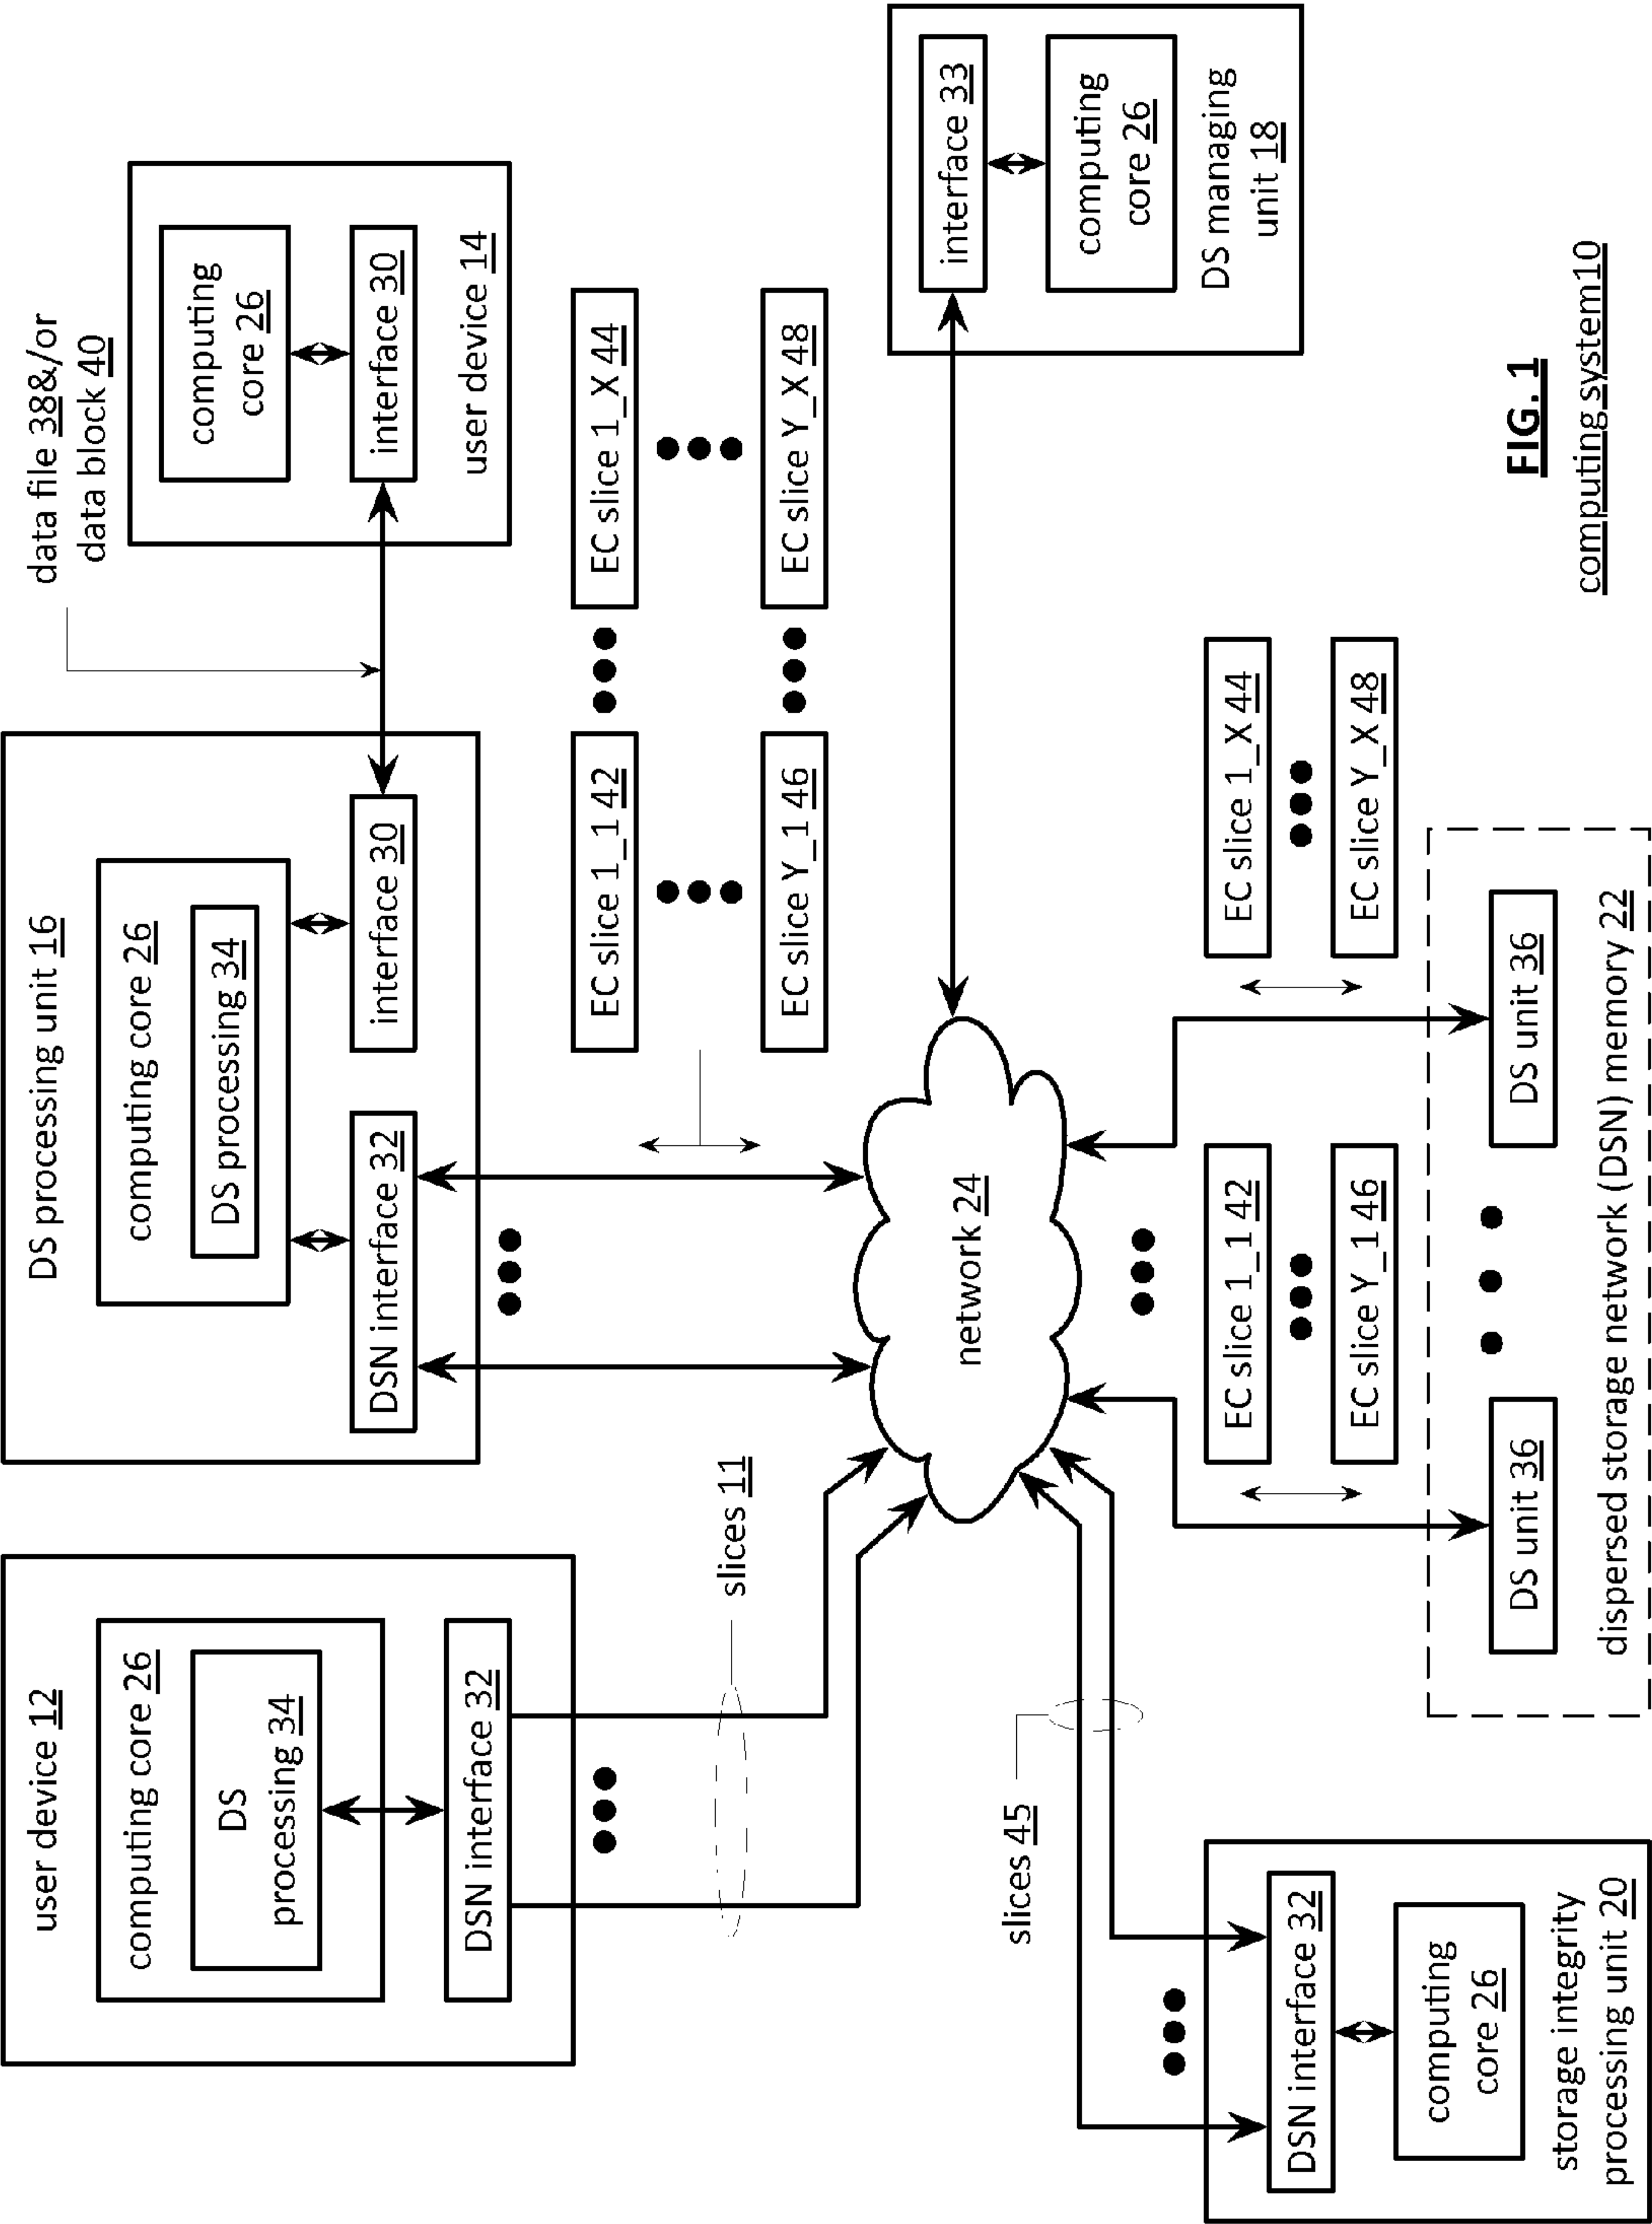 user device 12
computing core 26
DS
processing 34
DSN interface 32
slices 11
DS processing unit 16
computing core 26
DS processing 34
DSN interface 32
interface 30
data file 38&/or
data block 40
computing
core 26
interface 30
user device 14
EC slice 1_1 42
EC slice 1_X 44
EC slice Y_1 46
EC slice Y_X 48
network 24
interface 33
computing
core 26
DS managing
unit 18
slices 45
DSN interface 32
computing
core 26
storage integrity
processing unit 20
EC slice 1_1 42
EC slice Y_1 46
EC slice 1_X 44
EC slice Y_X 48
DS unit 36
DS unit 36
dispersed storage network (DSN) memory 22
FIG. 1
computing system10